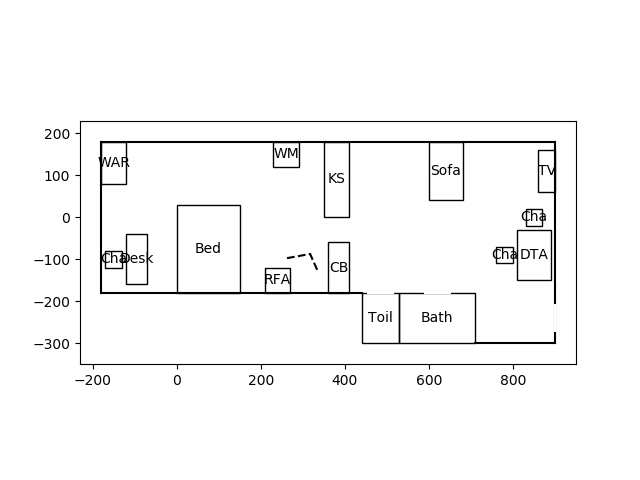 200
100
0
−100
−200
−300
−200
0
200
400
600
800
WAR
WM
KS
Sofa
TV
Cha
Desk
Bed
RFA
CB
Cha
Cha
DTA
Toil
Bath